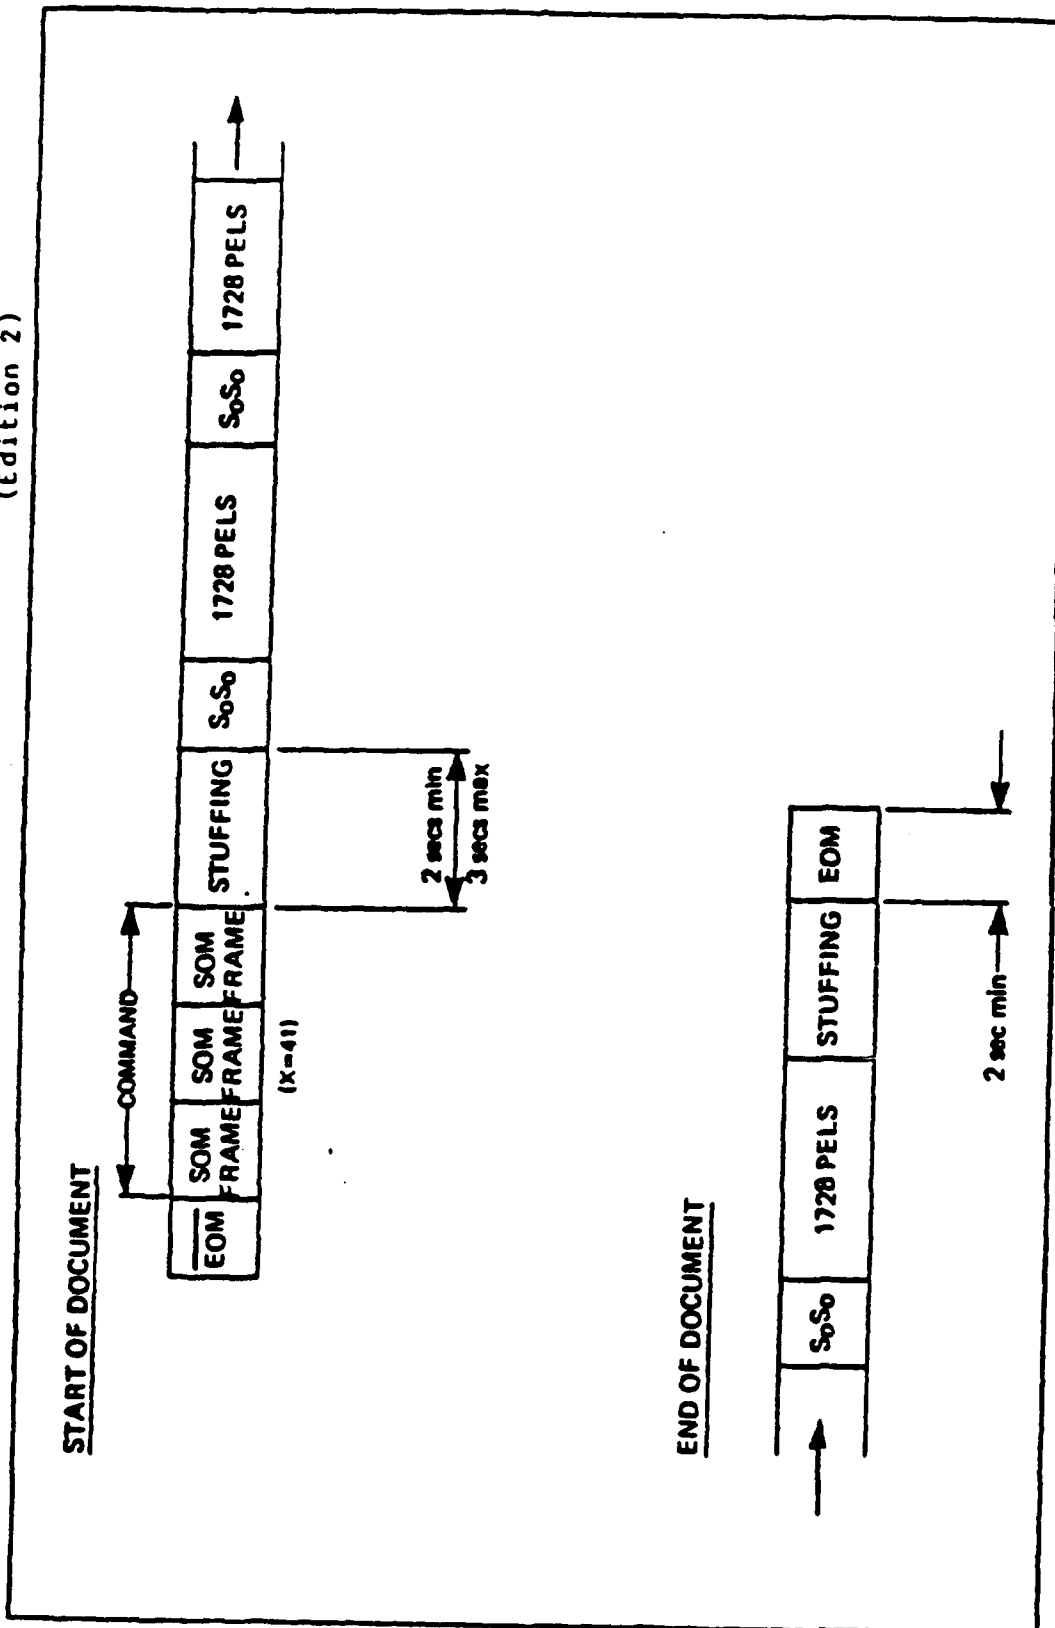 (Edition 2)
START OF DOCUMENT
COMMAND
EOM
SOM
FRAME
SOM
FRAME
SOM
FRAME
STUFFING
S₀S₀
1728 PELS
S₀S₀
1728 PELS
(X=41)
2 secs min
3 secs max
END OF DOCUMENT
S₀S₀
1728 PELS
STUFFING
EOM
2 sec min